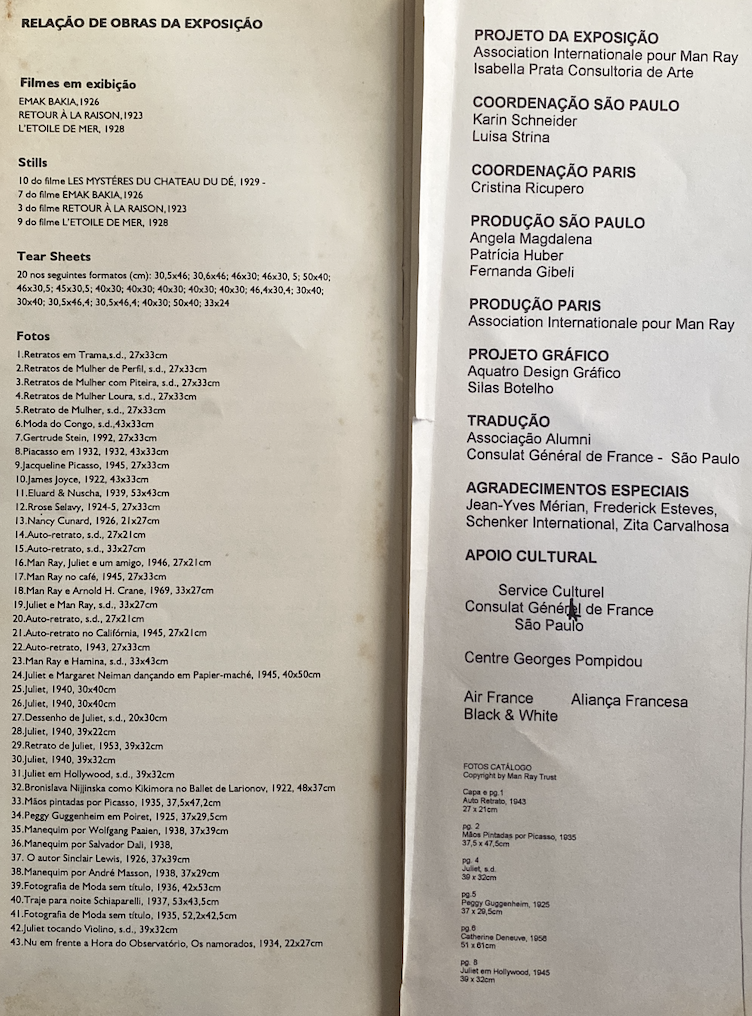 RELAÇÃO DE OBRAS DA EXPOSIÇÃO
Filmes em exibição
EMAK BAKIA,1926
RETOUR À LA RAISON,1923
L'ETOILE DE MER, 1928
Stills
10 do filme LES MYSTÉRES DU CHATEAU DU DÉ, 1929 -
7 do filme EMAK BAKIA,1926
3 do filme RETOUR À LA RAISON,1923
9 do filme L'ETOILE DE MER, 1928
Tear Sheets
20 nos seguintes formatos (cm): 30,5x46; 30,6x46; 46x30; 46x30, 5; 50x40;
46x30,5; 45x30,5; 40x30; 40x30; 40x30; 40x30; 40x30; 46,4x30,4; 30x40;
30x40; 30,5x46,4; 30,5x46,4; 40x30; 50x40; 33x24
Fotos
1.Retratos em Trama,s.d., 27x33cm
2.Retratos de Mulher de Perfil, s.d., 27x33cm
3.Retratos de Mulher com Piteira, s.d., 27x33cm
4.Retratos de Mulher Loura, s.d., 27x33cm
5.Retrato de Mulher, s.d., 27x33cm
6.Moda do Congo, s.d.,43x33cm
7.Gertrude Stein, 1992, 27x33cm
8.Piacasso em 1932, 1932, 43x33cm
9.Jacqueline Picasso, 1945, 27x33cm
10.James Joyce, 1922, 43x33cm
11.Eluard & Nuscha, 1939, 53x43cm
12.Rrose Selavy, 1924-5, 27x33cm
13.Nancy Cunard, 1926, 21x27cm
14.Auto-retrato, s.d., 27x21cm
15.Auto-retrato, s.d., 33x27cm
16.Man Ray, Juliet e um amigo, 1946, 27x21cm
17.Man Ray no café, 1945, 27x33cm
18.Man Ray e Arnold H. Crane, 1969, 33x27cm
19.Juliet e Man Ray, s.d., 33x27cm
20.Auto-retrato, s.d., 27x21cm
21.Auto-retrato no Califórnia, 1945, 27x21cm
22.Auto-retrato, 1943, 27x33cm
23.Man Ray e Hamina, s.d., 33x43cm
24.Juliet e Margaret Neiman dançando em Papier-maché, 1945, 40x50cm
25.Juliet, 1940, 30x40cm
26.Juliet, 1940, 30x40cm
27.Dessenho de Juliet, s.d., 20x30cm
28.Juliet, 1940, 39x22cm
29.Retrato de Juliet, 1953, 39x32cm
30.Juliet, 1940, 39x32cm
31.Juliet em Hollywood, s.d., 39x32cm
32.Bronislava Nijjinska como Kikimora no Ballet de Larionov, 1922, 48x37cm
33.Mãos pintadas por Picasso, 1935, 37,5x47,2cm
34.Peggy Guggenheim em Poiret, 1925, 37x29,5cm
35.Manequim por Wolfgang Paaien, 1938, 37x39cm
36.Manequim por Salvador Dali, 1938,
37. O autor Sinclair Lewis, 1926, 37x39cm
38.Manequim por André Masson, 1938, 37x29cm
39.Fotografia de Moda sem título, 1936, 42x53cm
40.Traje para noite Schiaparelli, 1937, 53x43,5cm
41.Fotografia de Moda sem título, 1935, 52,2x42,5cm
42.Juliet tocando Violino, s.d., 39x32cm
43.Nu em frente a Hora do Observatório, Os namorados, 1934, 22x27cm
PROJETO DA EXPOSIÇÃO
Association Internationale pour Man Ray
Isabella Prata Consultoria de Arte
COORDENAÇÃO SÃO PAULO
Karin Schneider
Luisa Strina
COORDENAÇÃO PARIS
Cristina Ricupero
PRODUÇÃO SÃO PAULO
Angela Magdalena
Patrícia Huber
Fernanda Gibeli
PRODUÇÃO PARIS
Association Internationale pour Man Ray
PROJETO GRÁFICO
Aquatro Design Gráfico
Silas Botelho
TRADUÇÃO
Associação Alumni
Consulat Général de France - São Paulo
AGRADECIMENTOS ESPECIAIS
Jean-Yves Mérian, Frederick Esteves,
Schenker International, Zita Carvalhosa
APOIO CULTURAL
Service Culturel
Consulat Général de France
São Paulo
Centre Georges Pompidou
Air France Aliança Francesa
Black & White
FOTOS CATÁLOGO
Copyright by Man Ray Trust
Capa e pg.1
Auto Retrato, 1943
27 x 21cm
pg. 2
Mãos Pintadas por Picasso, 1935
37,5 x 47,5cm
pg. 4
Juliet, s.d.
39 x 32cm
pg.5
Peggy Guggenheim, 1925
37 x 29,5cm
pg.6
Catherine Deneuve, 1956
51 x 61cm
pg. 8
Juliet em Hollywood, 1945
39 x 32cm